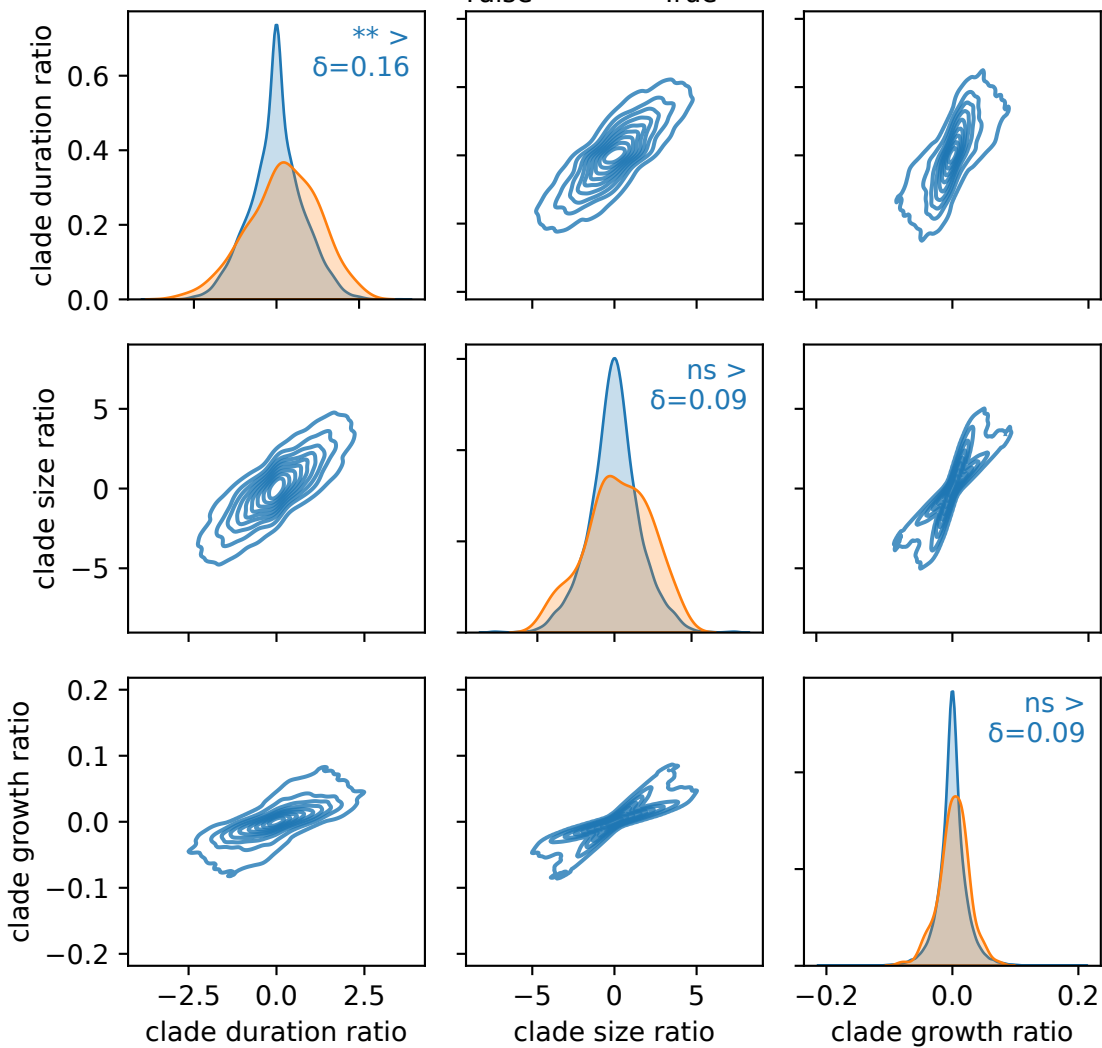 False True
clade duration ratio
0.6
0.4
0.2
0.0
** >
δ=0.16
clade size ratio
5
0
−5
ns >
δ=0.09
clade growth ratio
0.2
0.1
0.0
−0.1
−0.2
ns >
δ=0.09
−2.5 0.0 2.5
−5 0 5
−0.2 0.0 0.2
clade duration ratio
clade size ratio
clade growth ratio